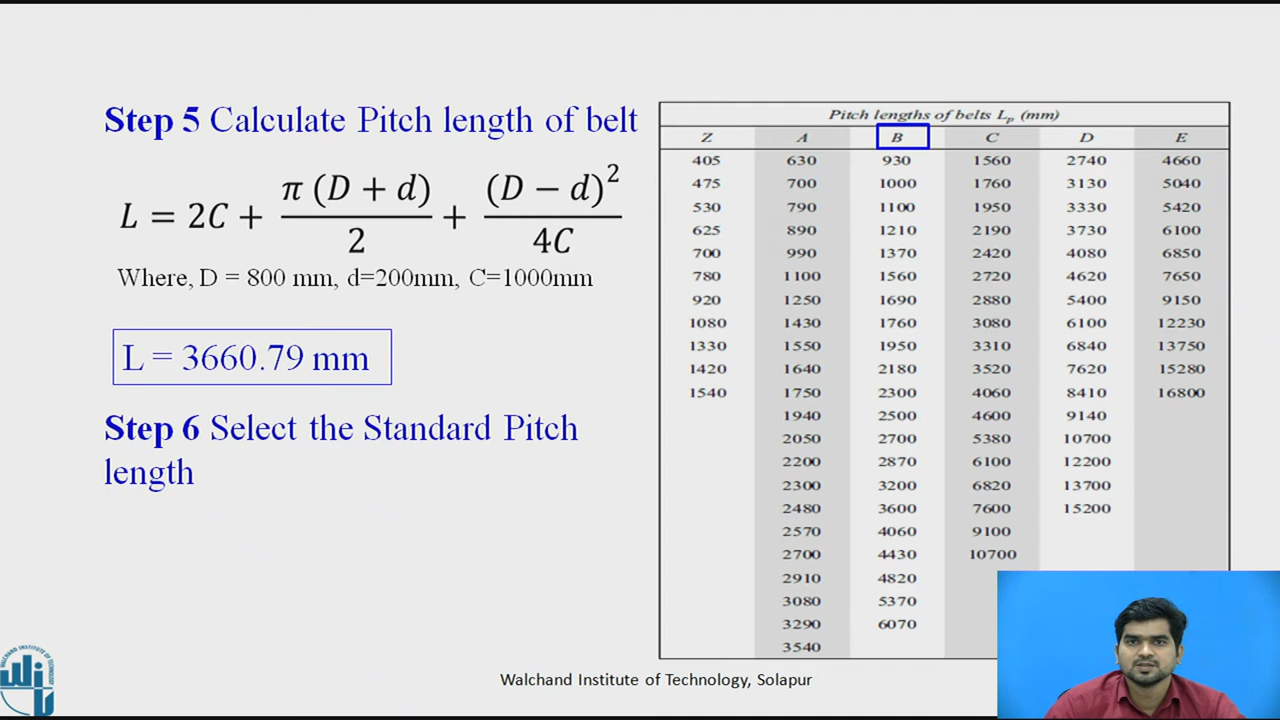 Step 5 Calculate Pitch length of belt
L = 2C + π (D + d) / 2 + (D − d)² / 4C
Where, D = 800 mm, d=200mm, C=1000mm
L = 3660.79 mm
Step 6 Select the Standard Pitch
length
Pitch lengths of belts Lp (mm)
Z A B C D E
405 630 930 1560 2740 4660
475 700 1000 1760 3130 5040
530 790 1100 1950 3330 5420
625 890 1210 2190 3730 6100
700 990 1370 2420 4080 6850
780 1100 1560 2720 4620 7650
920 1250 1690 2880 5400 9150
1080 1430 1760 3080 6100 12230
1330 1550 1950 3310 6840 13750
1420 1640 2180 3520 7620 15280
1540 1750 2300 4060 8410 16800
1940 2500 4600 9140
2050 2700 5380 10700
2200 2870 6100 12200
2300 3200 6820 13700
2480 3600 7600 15200
2570 4060 9100
2700 4430 10700
2910 4820
3080 5370
3290 6070
3540
Walchand Institute of Technology, Solapur